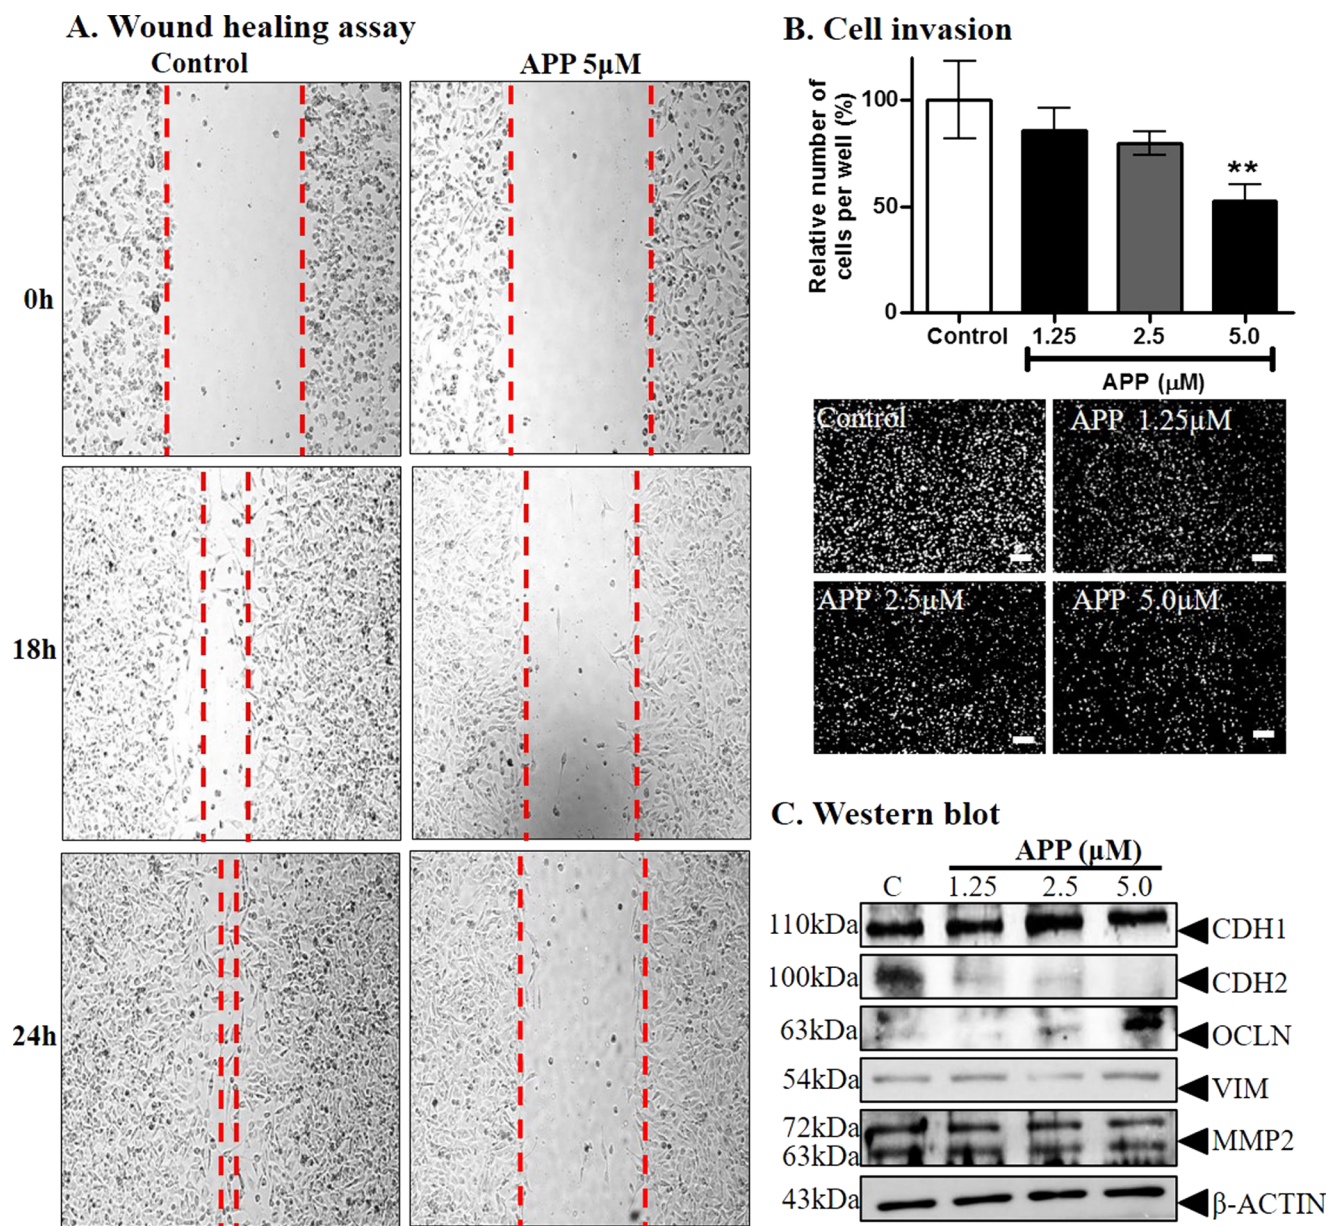 A. Wound healing assay
Control
APP 5μM
0h
18h
24h
B. Cell invasion
Relative number of
cells per well (%)
100
50
0
**
Control
1.25
2.5
5.0
APP (μM)
Control
APP 1.25μM
APP 2.5μM
APP 5.0μM
C. Western blot
APP (μM)
C 1.25 2.5 5.0
110kDa CDH1
100kDa CDH2
63kDa OCLN
54kDa VIM
72kDa
MMP2
63kDa
43kDa β-ACTIN